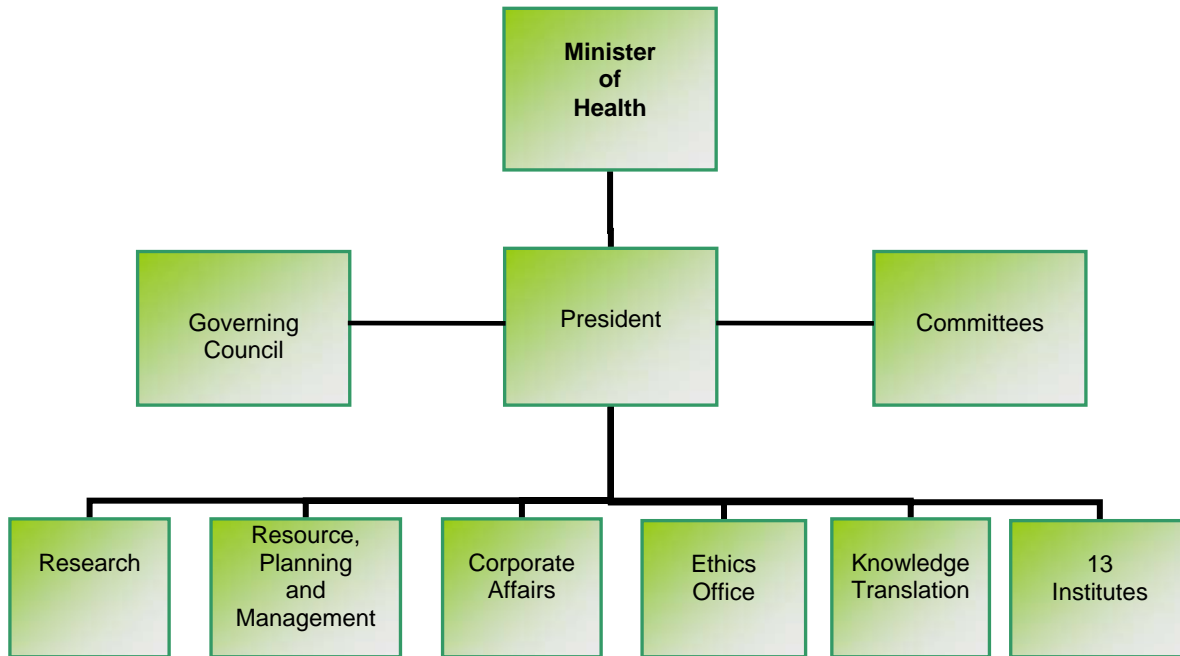 Minister
of
Health
Governing
Council
President
Committees
Research
Resource,
Planning
and
Management
Corporate
Affairs
Ethics
Office
Knowledge
Translation
13
Institutes